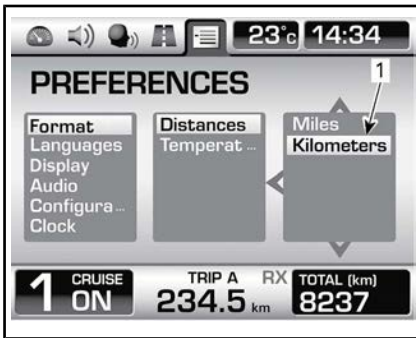 23°c 14:34
1
PREFERENCES
Format
Languages
Display
Audio
Configura ...
Clock
Distances
Temperat ...
Miles
Kilometers
1 CRUISE ON
TRIP A RX
234.5 km
TOTAL (km)
8237